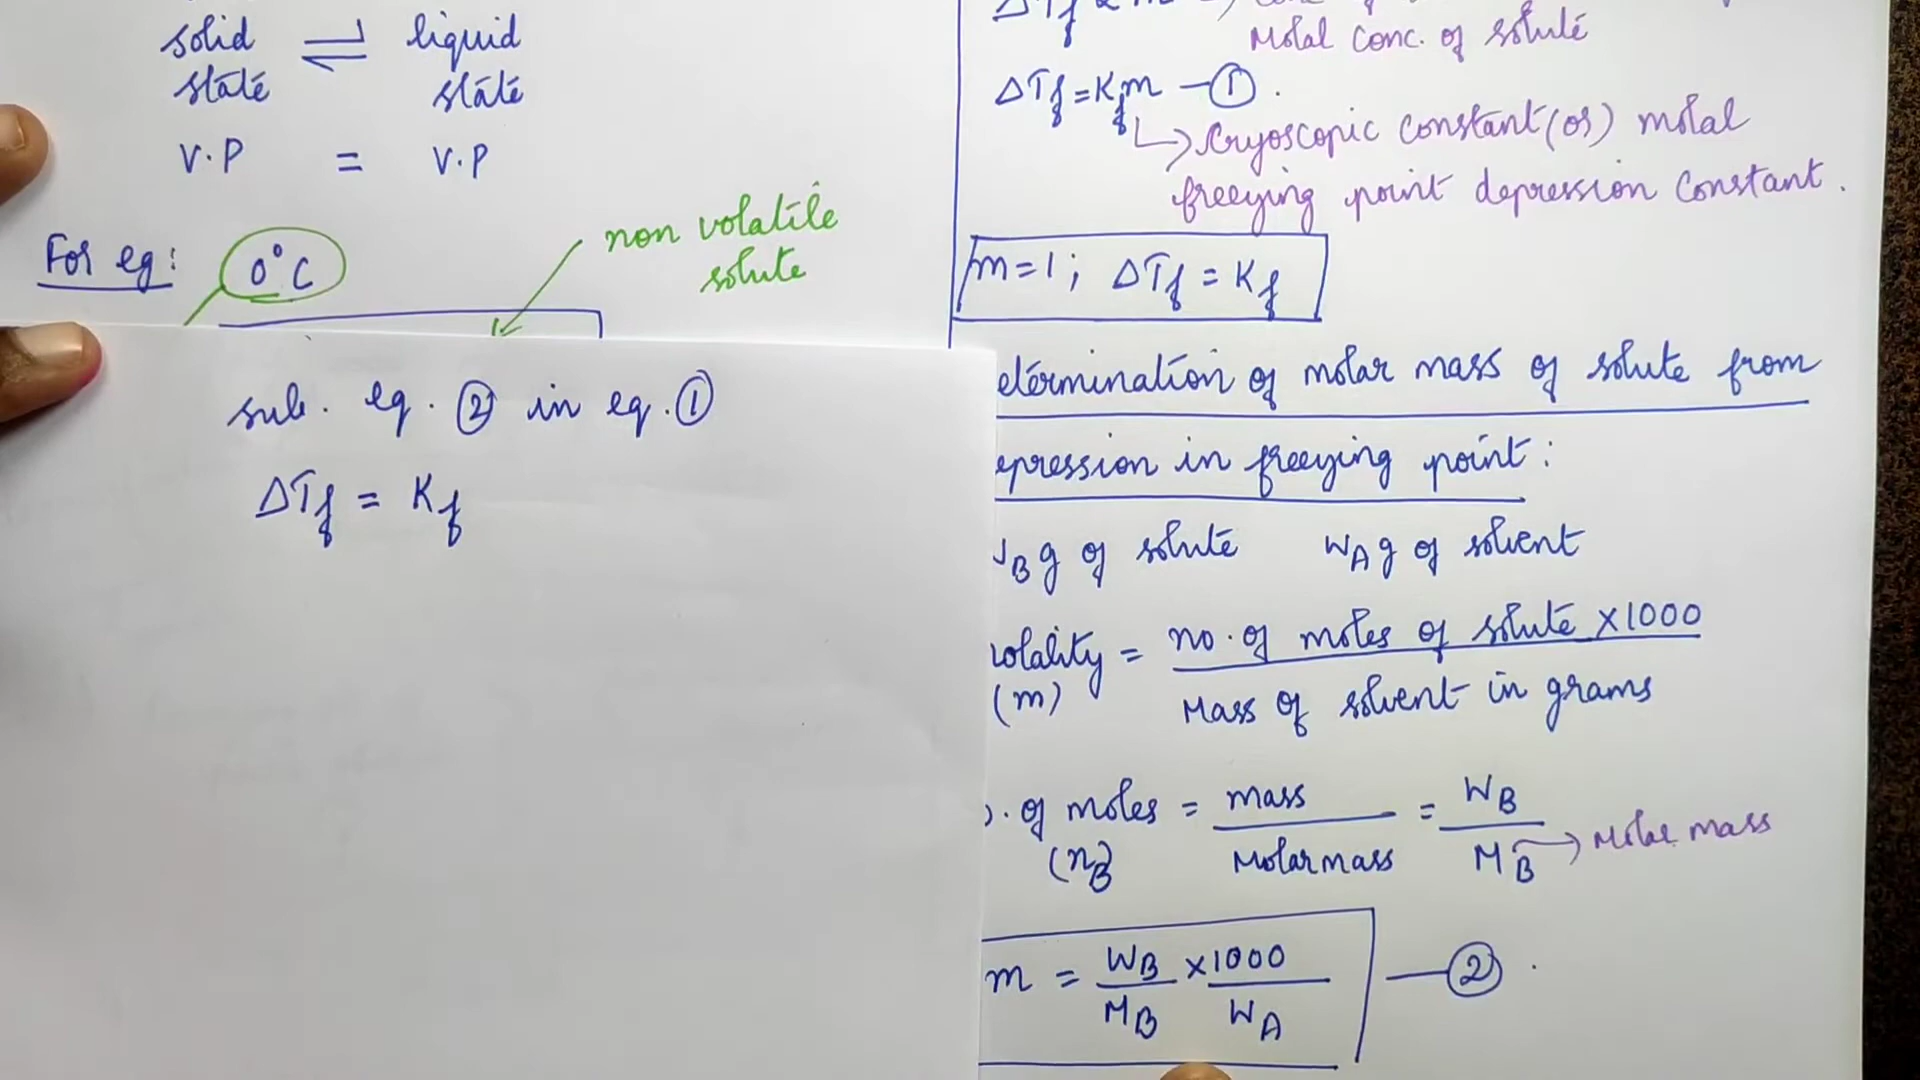 solid ⇌ liquid
state state
V.P = V.P
For eg: 0°C
non volatile
solute
sub. eq. ② in eq. ①
ΔTf = Kf
Molal conc. of solute
ΔTf = Kf m — ① .
↳ Cryoscopic constant (or) molal
freezing point depression constant.
m = 1 ; ΔTf = Kf
etermination of molar mass of solute from
epression in freezing point :
B g of solute WA g of solvent
olality = no. of moles of solute × 1000
(m) Mass of solvent in grams
. of moles = mass = WB
(nB) Molar mass MB → Molar mass
m = WB × 1000 — ② .
MB WA